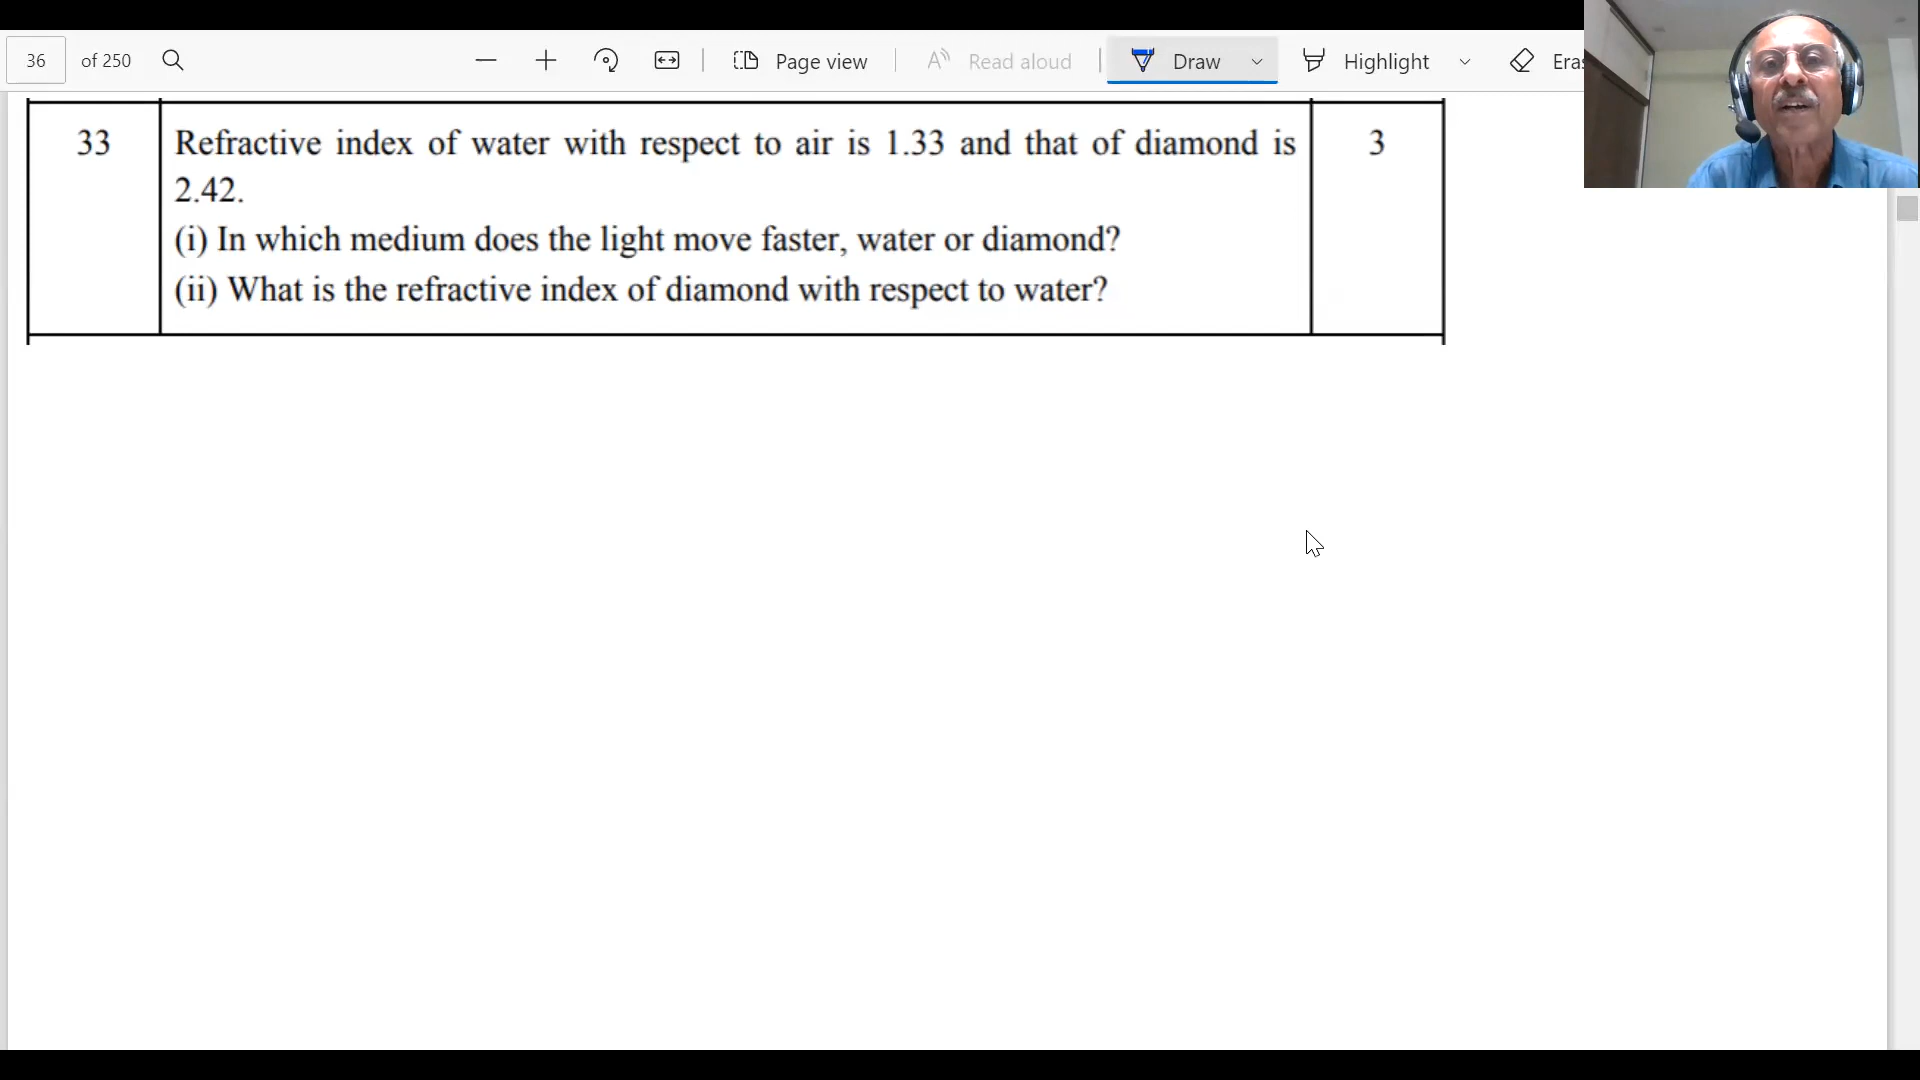 36 of 250 Page view Read aloud Draw Highlight Eras
33 Refractive index of water with respect to air is 1.33 and that of diamond is 3
2.42.
(i) In which medium does the light move faster, water or diamond?
(ii) What is the refractive index of diamond with respect to water?